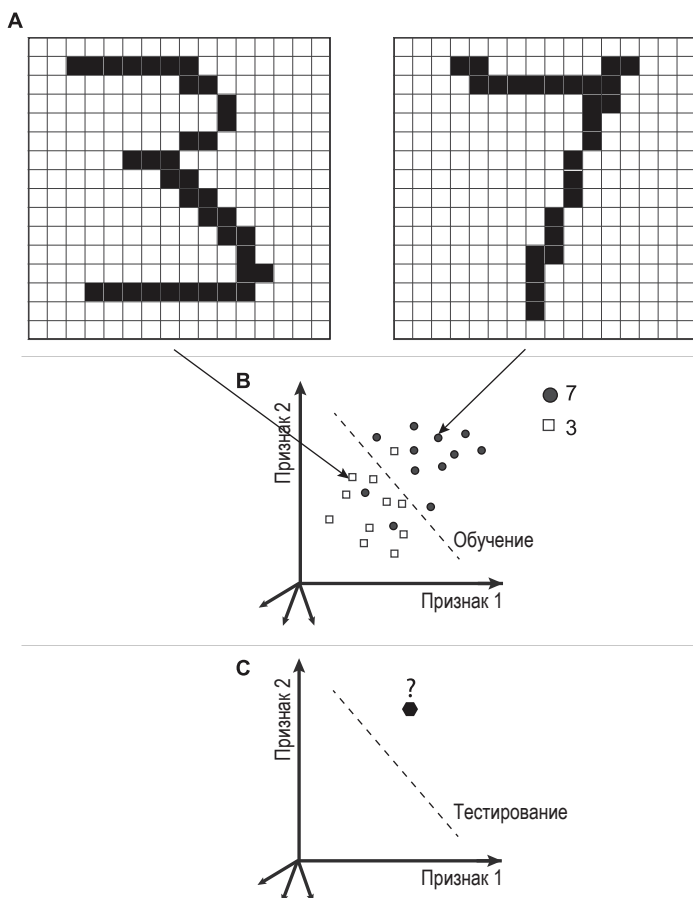 A
B
Признак 2
7
3
Обучение
Признак 1
C
Признак 2
?
Тестирование
Признак 1